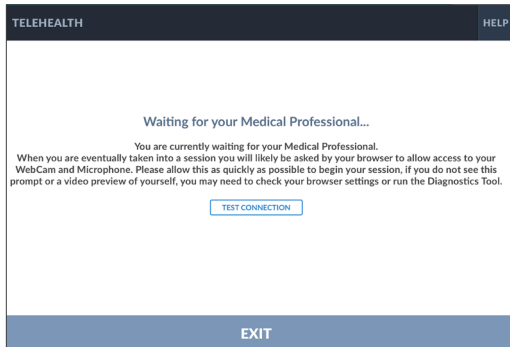 TELEHEALTH
HELP
Waiting for your Medical Professional...
You are currently waiting for your Medical Professional.
When you are eventually taken into a session you will likely be asked by your browser to allow access to your
WebCam and Microphone. Please allow this as quickly as possible to begin your session, if you do not see this
prompt or a video preview of yourself, you may need to check your browser settings or run the Diagnostics Tool.
TEST CONNECTION
EXIT